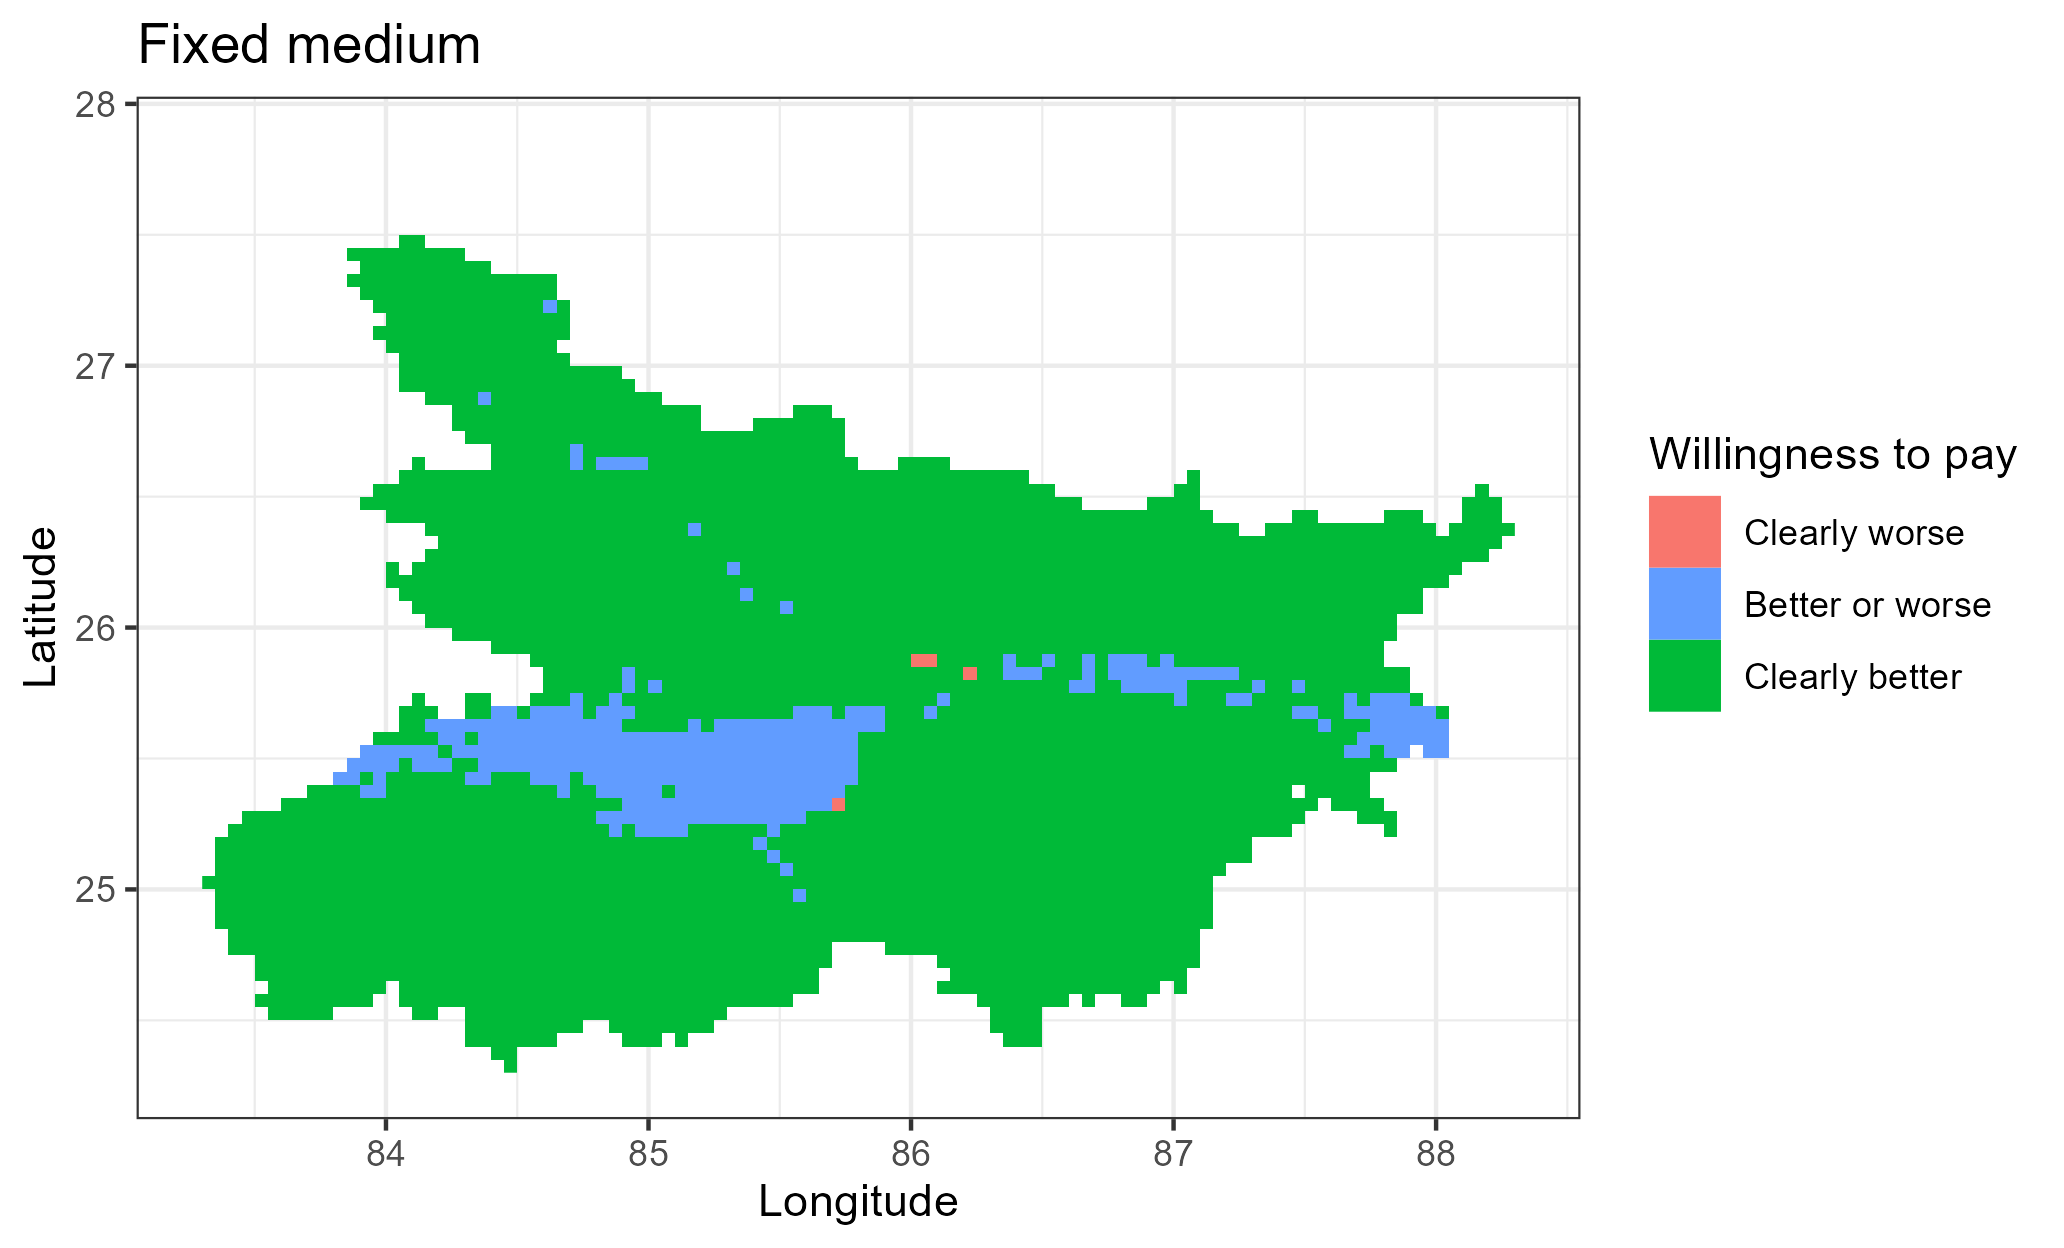 Fixed medium
28
27
26
25
Latitude
84
85
86
87
88
Longitude
Willingness to pay
Clearly worse
Better or worse
Clearly better